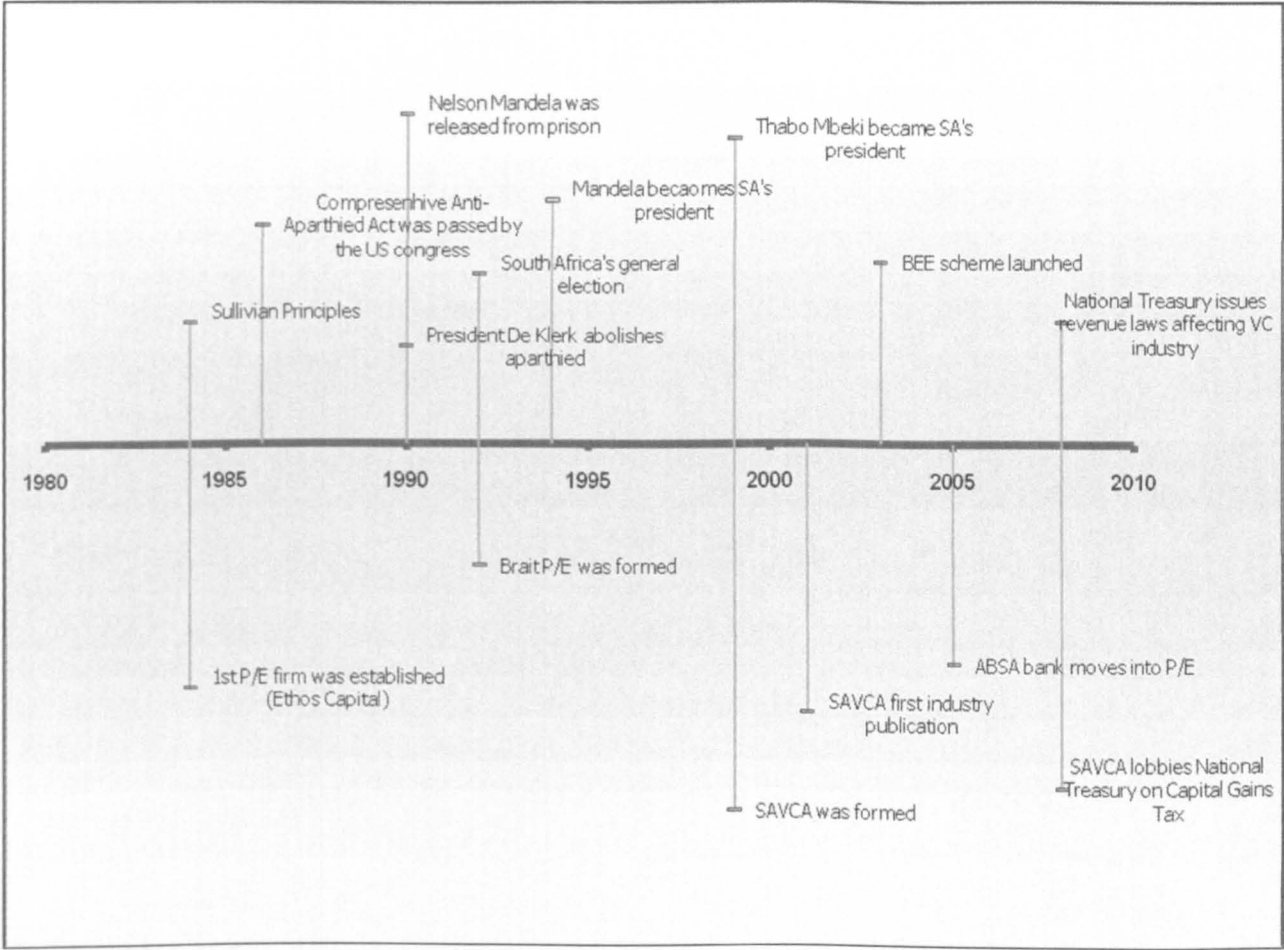 Nelson Mandela was
released from prison
Thabo Mbeki became SA's
president
Mandela becaomes SA's
president
Compresenhive Anti-
Aparthied Act was passed by
the US congress
South Africa's general
election
BEE scheme launched
National Treasury issues
revenue laws affecting VC
industry
Sullivian Principles
President De Klerk abolishes
aparthied
1980
1985
1990
1995
2000
2005
2010
Brait P/E was formed
1st P/E firm was established
(Ethos Capital)
ABSA bank moves into P/E
SAVCA first industry
publication
SAVCA lobbies National
Treasury on Capital Gains
Tax
SAVCA was formed